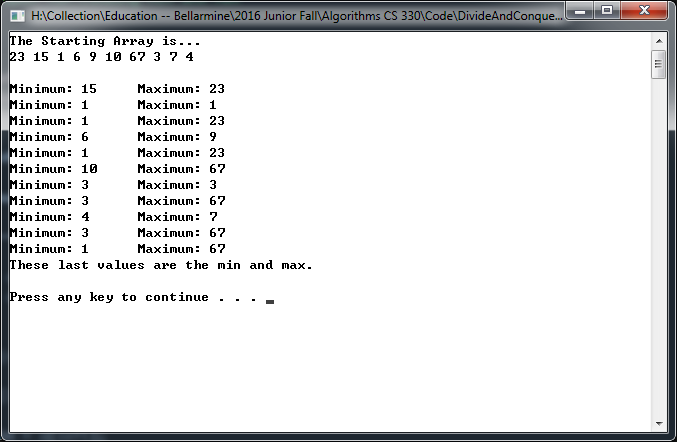 H:\Collection\Education -- Bellarmine\2016 Junior Fall\Algorithms CS 330\Code\DivideAndConque...
The Starting Array is...
23 15 1 6 9 10 67 3 7 4
Minimum: 15 Maximum: 23
Minimum: 1 Maximum: 1
Minimum: 1 Maximum: 23
Minimum: 6 Maximum: 9
Minimum: 1 Maximum: 23
Minimum: 10 Maximum: 67
Minimum: 3 Maximum: 3
Minimum: 3 Maximum: 67
Minimum: 4 Maximum: 7
Minimum: 3 Maximum: 67
Minimum: 1 Maximum: 67
These last values are the min and max.
Press any key to continue . . .